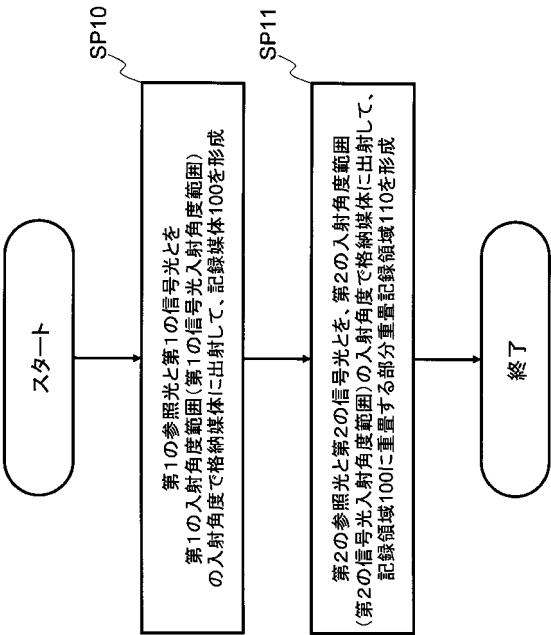 スタート
SP10
第1の参照光と第1の信号光とを
第1の入射角度範囲(第1の信号光入射角度範囲)
の入射角度で格納媒体に出射して、記録媒体100を形成
SP11
第2の参照光と第2の信号光とを、第2の入射角度範囲
(第2の信号光入射角度範囲)の入射角度で格納媒体に出射して、
記録領域100に重畳する部分重畳記録領域110を形成
終了